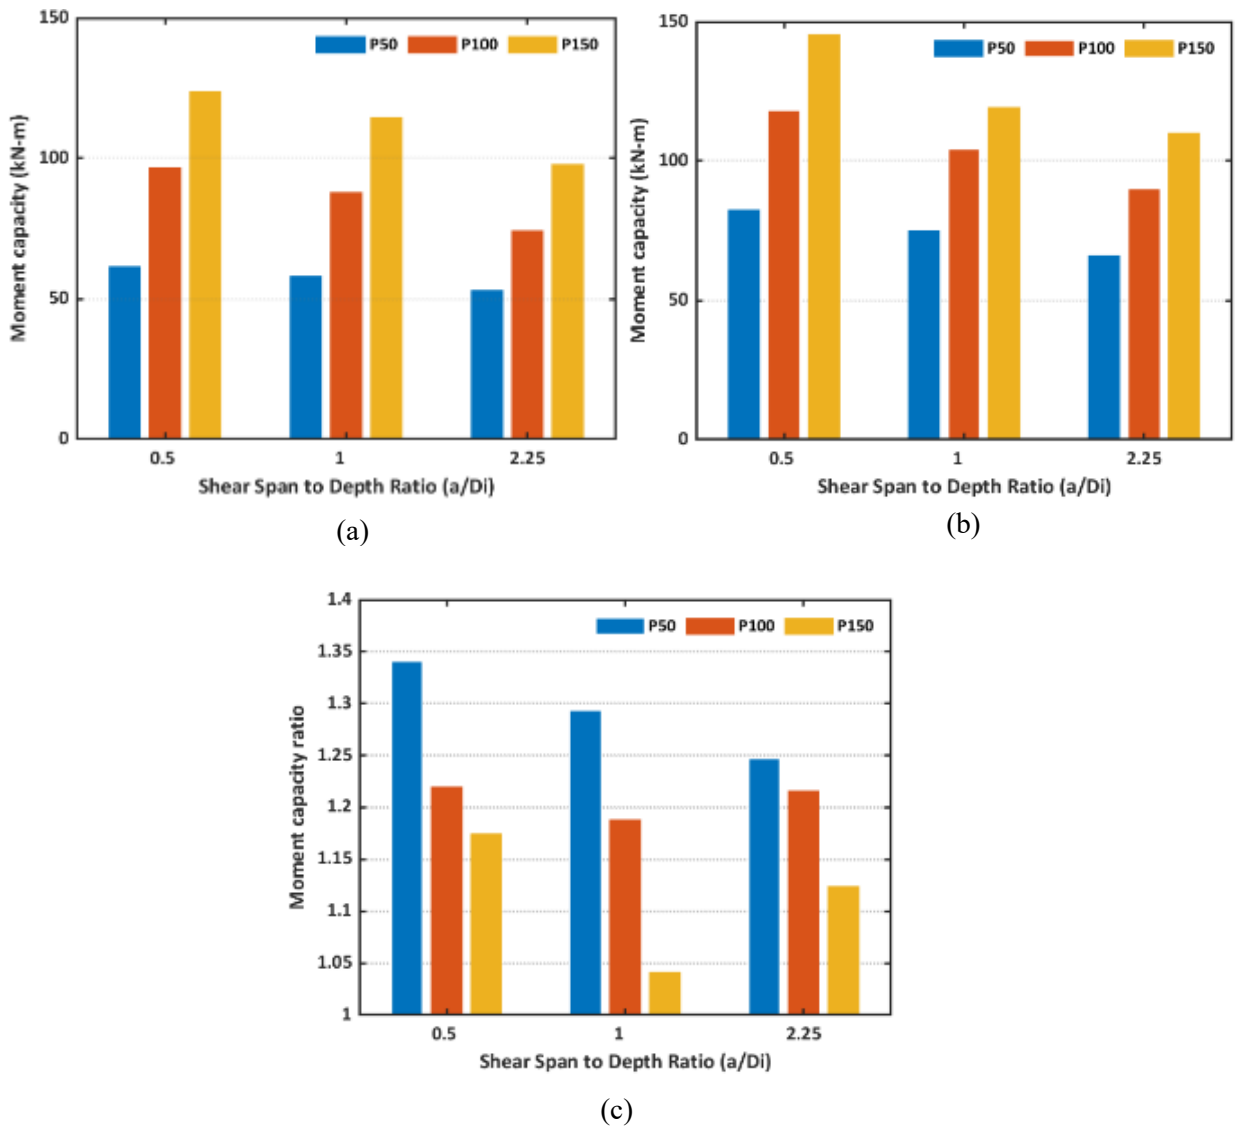 150
100
50
0
Moment capacity (kN-m)
P50 P100 P150
0.5 1 2.25
Shear Span to Depth Ratio (a/Di)
(a)
150
100
50
0
Moment capacity (kN-m)
P50 P100 P150
0.5 1 2.25
Shear Span to Depth Ratio (a/Di)
(b)
1.4
1.35
1.3
1.25
1.2
1.15
1.1
1.05
1
Moment capacity ratio
P50 P100 P150
0.5 1 2.25
Shear Span to Depth Ratio (a/Di)
(c)